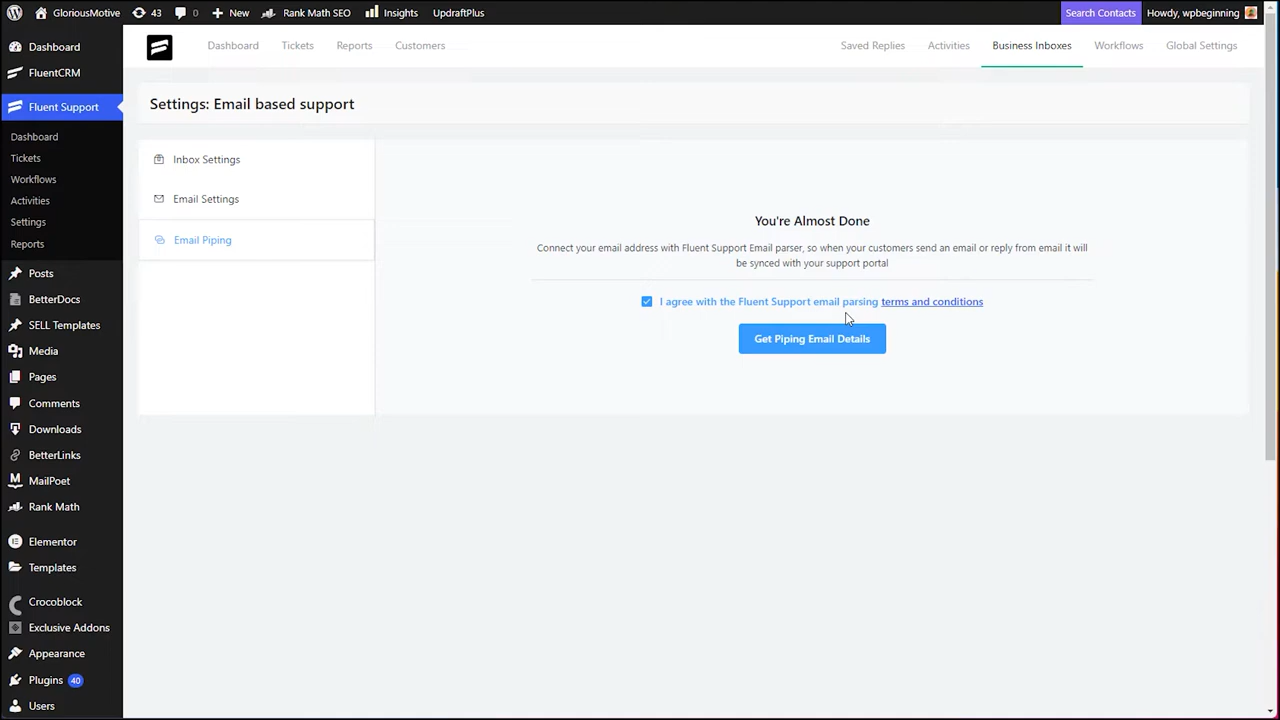 GloriousMotive 43 0 New Rank Math SEO Insights UpdraftPlus Search Contacts Howdy, wpbeginning
Dashboard
FluentCRM
Fluent Support
Dashboard
Tickets
Workflows
Activities
Settings
Reports
Posts
BetterDocs
SELL Templates
Media
Pages
Comments
Downloads
BetterLinks
MailPoet
Rank Math
Elementor
Templates
Crocoblock
Exclusive Addons
Appearance
Plugins 40
Users
Dashboard Tickets Reports Customers Saved Replies Activities Business Inboxes Workflows Global Settings
Settings: Email based support
Inbox Settings
Email Settings
Email Piping
You're Almost Done
Connect your email address with Fluent Support Email parser, so when your customers send an email or reply from email it will
be synced with your support portal
I agree with the Fluent Support email parsing terms and conditions
Get Piping Email Details